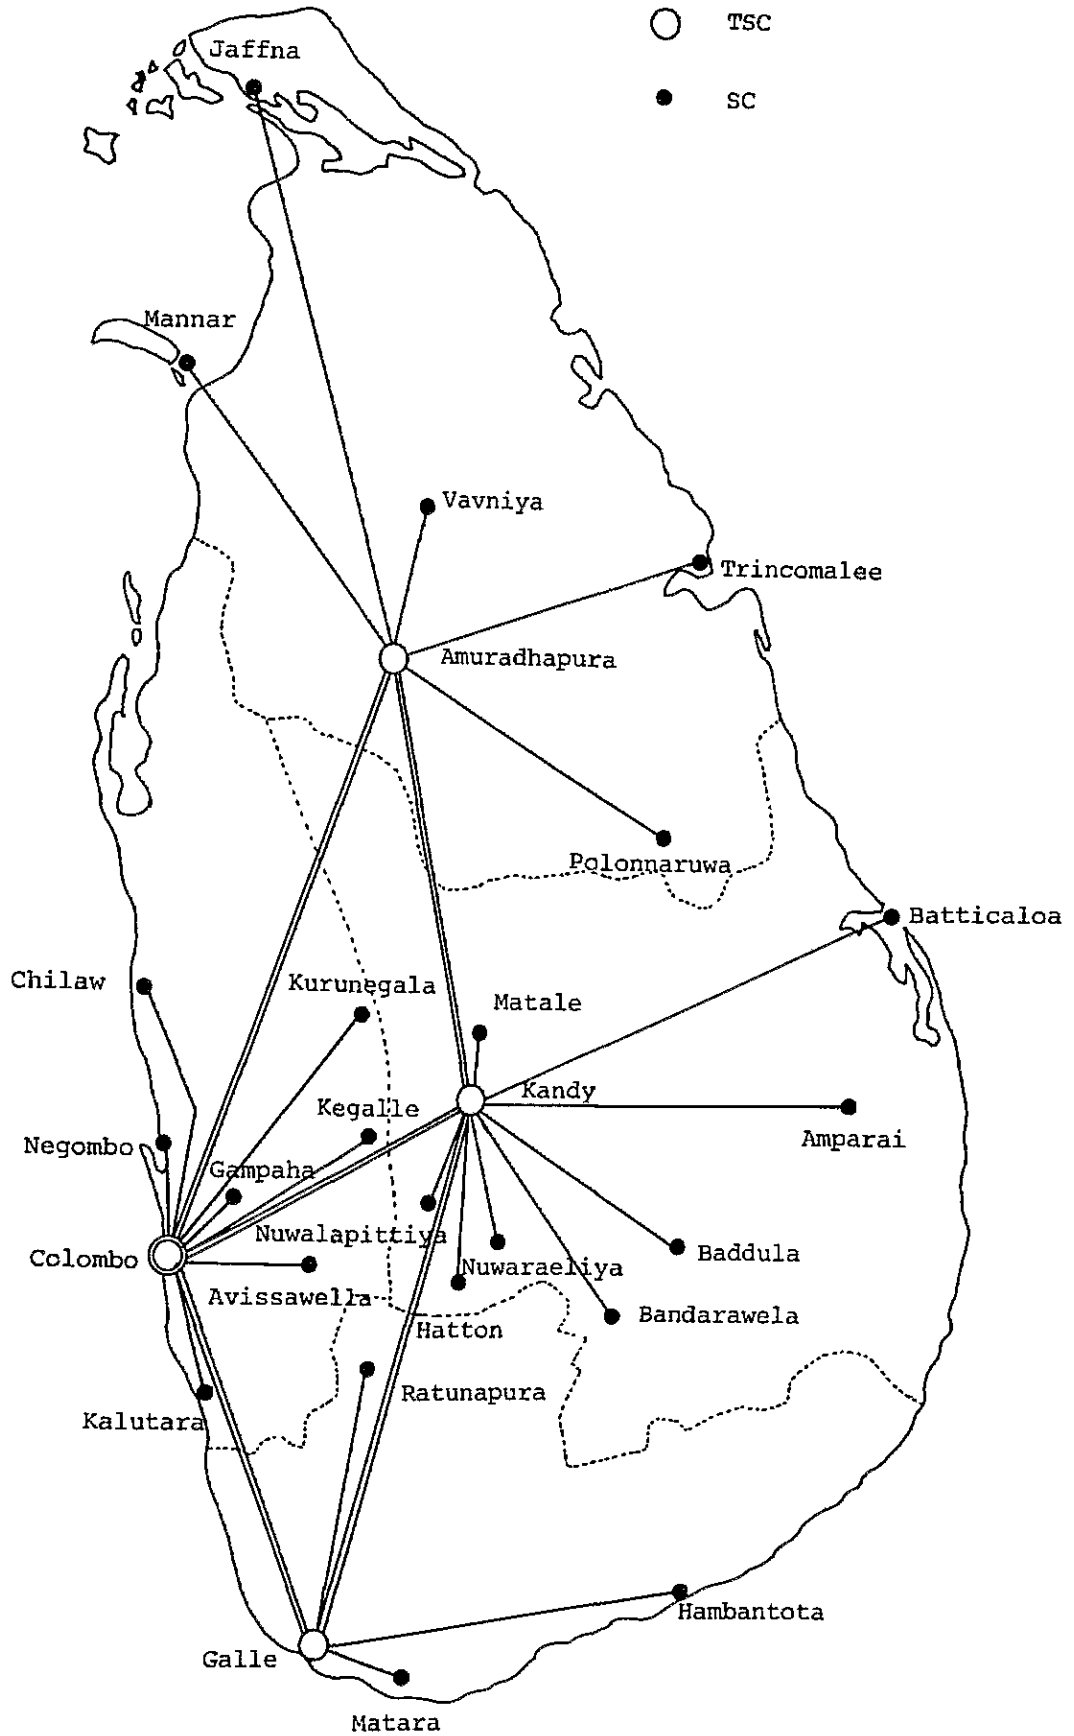 TSC
Jaffna
SC
Mannar
Vavniya
Trincomalee
Amuradhapura
Polonnaruwa
Batticaloa
Chilaw
Kurunegala
Matale
Kandy
Kegalle
Amparai
Negombo
Gampaha
Nuwalapittiya
Colombo
Baddula
Nuwaraeliya
Avissawella
Bandarawela
Hatton
Ratunapura
Kalutara
Hambantota
Galle
Matara